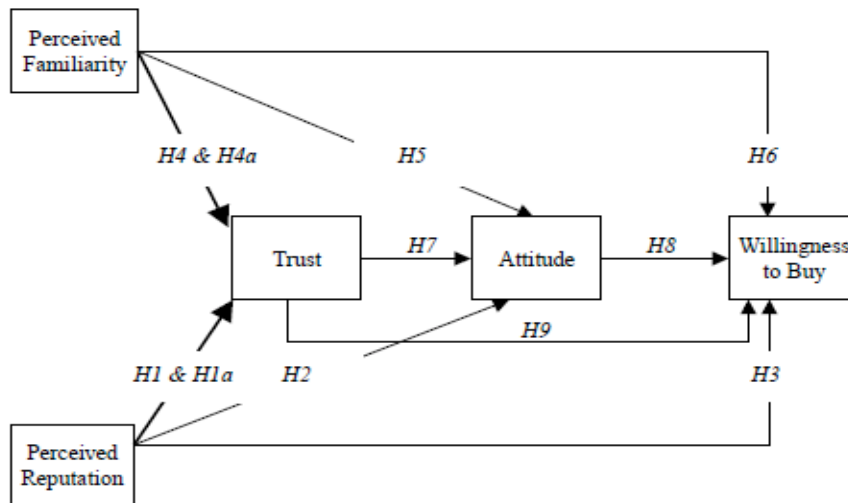 Perceived
Familiarity
H4 & H4a
H5
H6
Trust
H7
Attitude
H8
Willingness
to Buy
H9
H1 & H1a
H2
H3
Perceived
Reputation